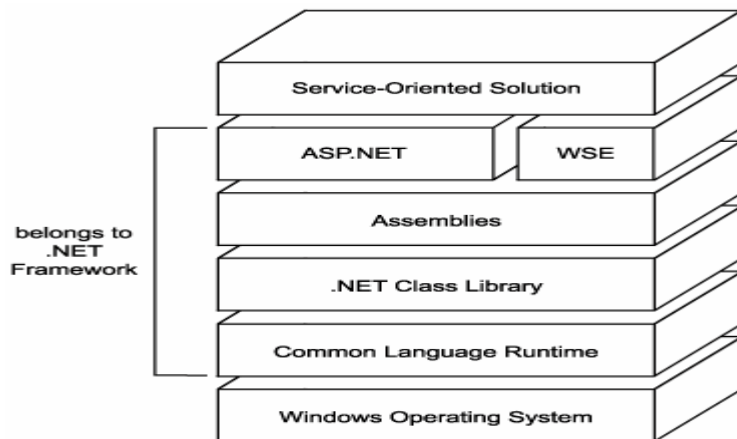 Service-Oriented Solution
ASP.NET
WSE
Assemblies
belongs to
.NET
Framework
.NET Class Library
Common Language Runtime
Windows Operating System